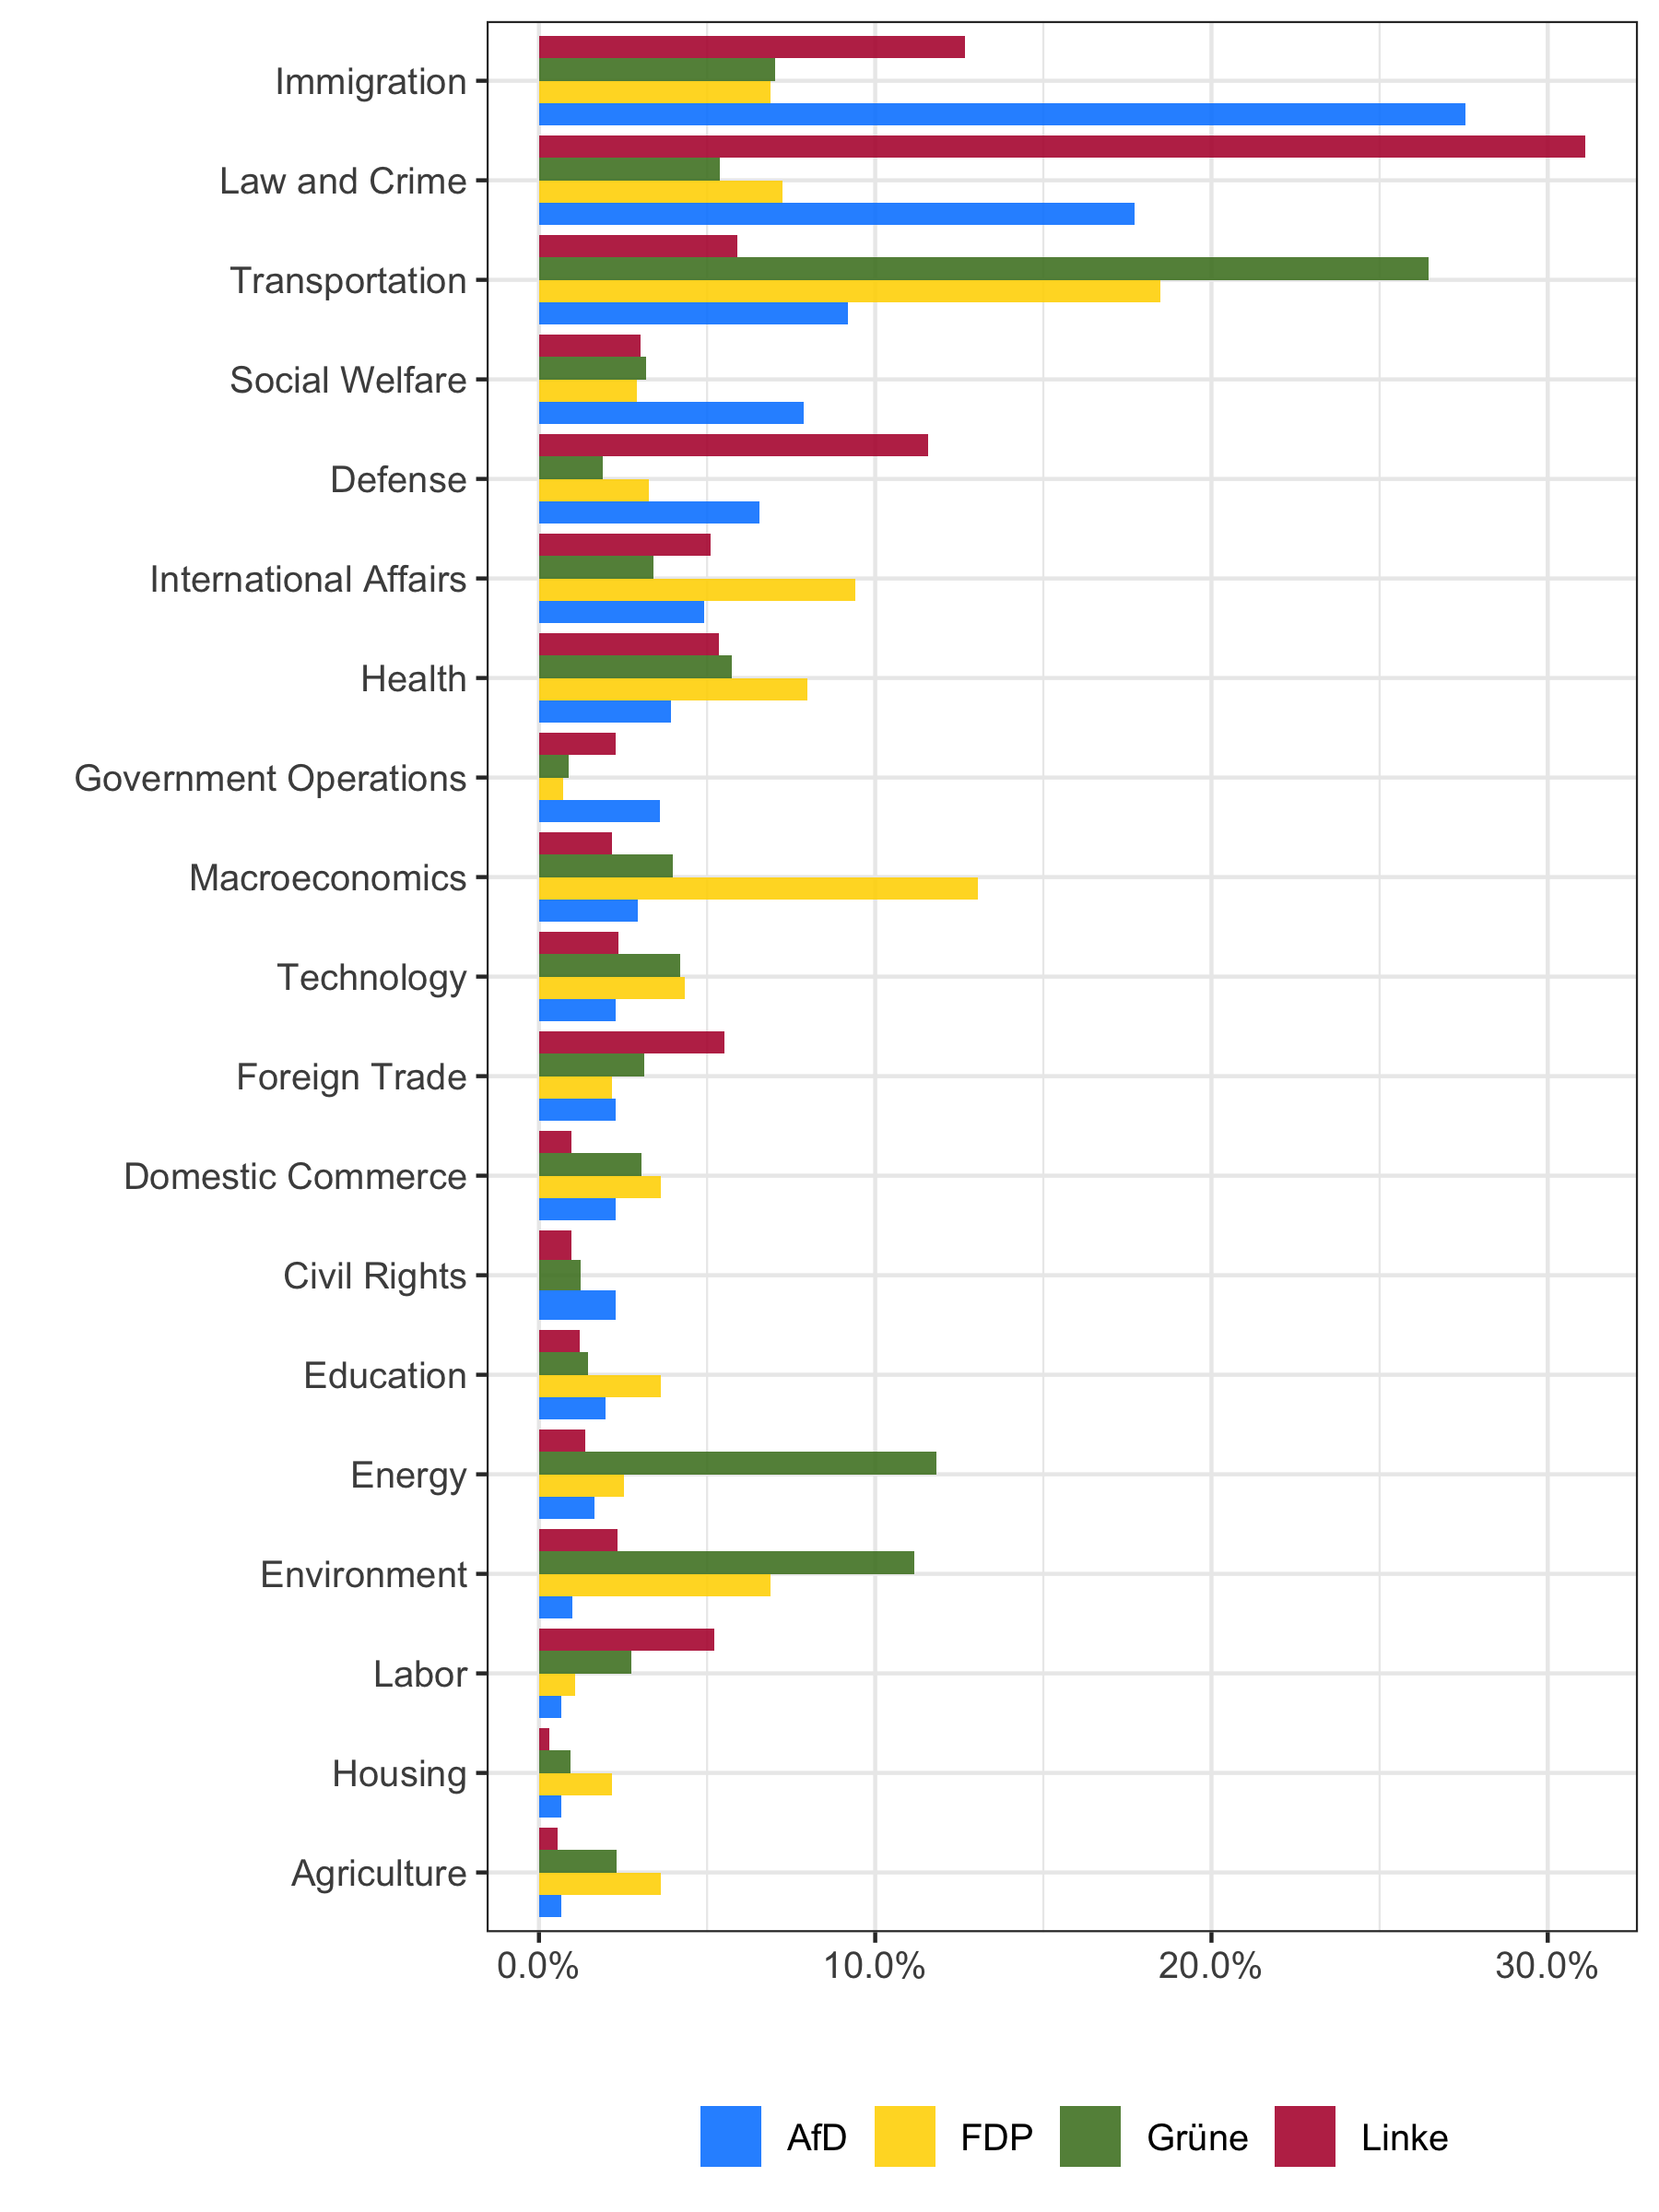 Immigration
Law and Crime
Transportation
Social Welfare
Defense
International Affairs
Health
Government Operations
Macroeconomics
Technology
Foreign Trade
Domestic Commerce
Civil Rights
Education
Energy
Environment
Labor
Housing
Agriculture
0.0% 10.0% 20.0% 30.0%
AfD FDP Grüne Linke